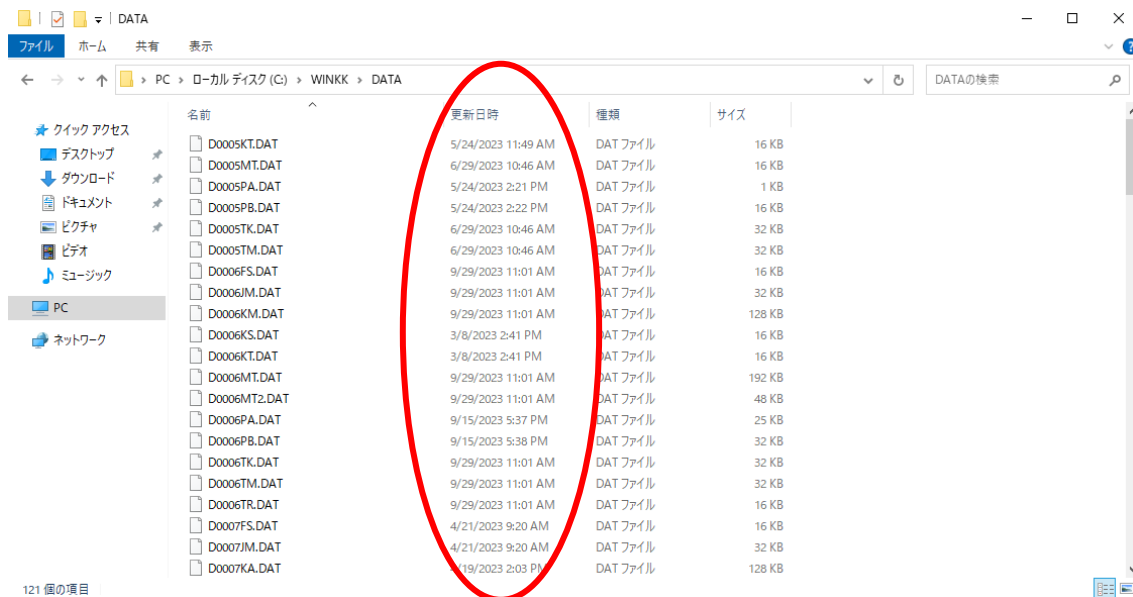 DATA
ファイル ホーム 共有 表示
PC > ローカル ディスク (C:) > WINKK > DATA
DATAの検索
名前 更新日時 種類 サイズ
クイック アクセス
デスクトップ
ダウンロード
ドキュメント
ピクチャ
ビデオ
ミュージック
PC
ネットワーク
D0005KT.DAT 5/24/2023 11:49 AM DAT ファイル 16 KB
D0005MT.DAT 6/29/2023 10:46 AM DAT ファイル 16 KB
D0005PA.DAT 5/24/2023 2:21 PM DAT ファイル 1 KB
D0005PB.DAT 5/24/2023 2:22 PM DAT ファイル 16 KB
D0005TK.DAT 6/29/2023 10:46 AM DAT ファイル 32 KB
D0005TM.DAT 6/29/2023 10:46 AM DAT ファイル 32 KB
D0006FS.DAT 9/29/2023 11:01 AM DAT ファイル 16 KB
D0006JM.DAT 9/29/2023 11:01 AM DAT ファイル 32 KB
D0006KM.DAT 9/29/2023 11:01 AM DAT ファイル 128 KB
D0006KS.DAT 3/8/2023 2:41 PM DAT ファイル 16 KB
D0006KT.DAT 3/8/2023 2:41 PM DAT ファイル 16 KB
D0006MT.DAT 9/29/2023 11:01 AM DAT ファイル 192 KB
D0006MT2.DAT 9/29/2023 11:01 AM DAT ファイル 48 KB
D0006PA.DAT 9/15/2023 5:37 PM DAT ファイル 25 KB
D0006PB.DAT 9/15/2023 5:38 PM DAT ファイル 32 KB
D0006TK.DAT 9/29/2023 11:01 AM DAT ファイル 32 KB
D0006TM.DAT 9/29/2023 11:01 AM DAT ファイル 32 KB
D0006TR.DAT 9/29/2023 11:01 AM DAT ファイル 16 KB
D0007FS.DAT 4/21/2023 9:20 AM DAT ファイル 16 KB
D0007JM.DAT 4/21/2023 9:20 AM DAT ファイル 32 KB
D0007KA.DAT 4/19/2023 2:03 PM DAT ファイル 128 KB
121 個の項目